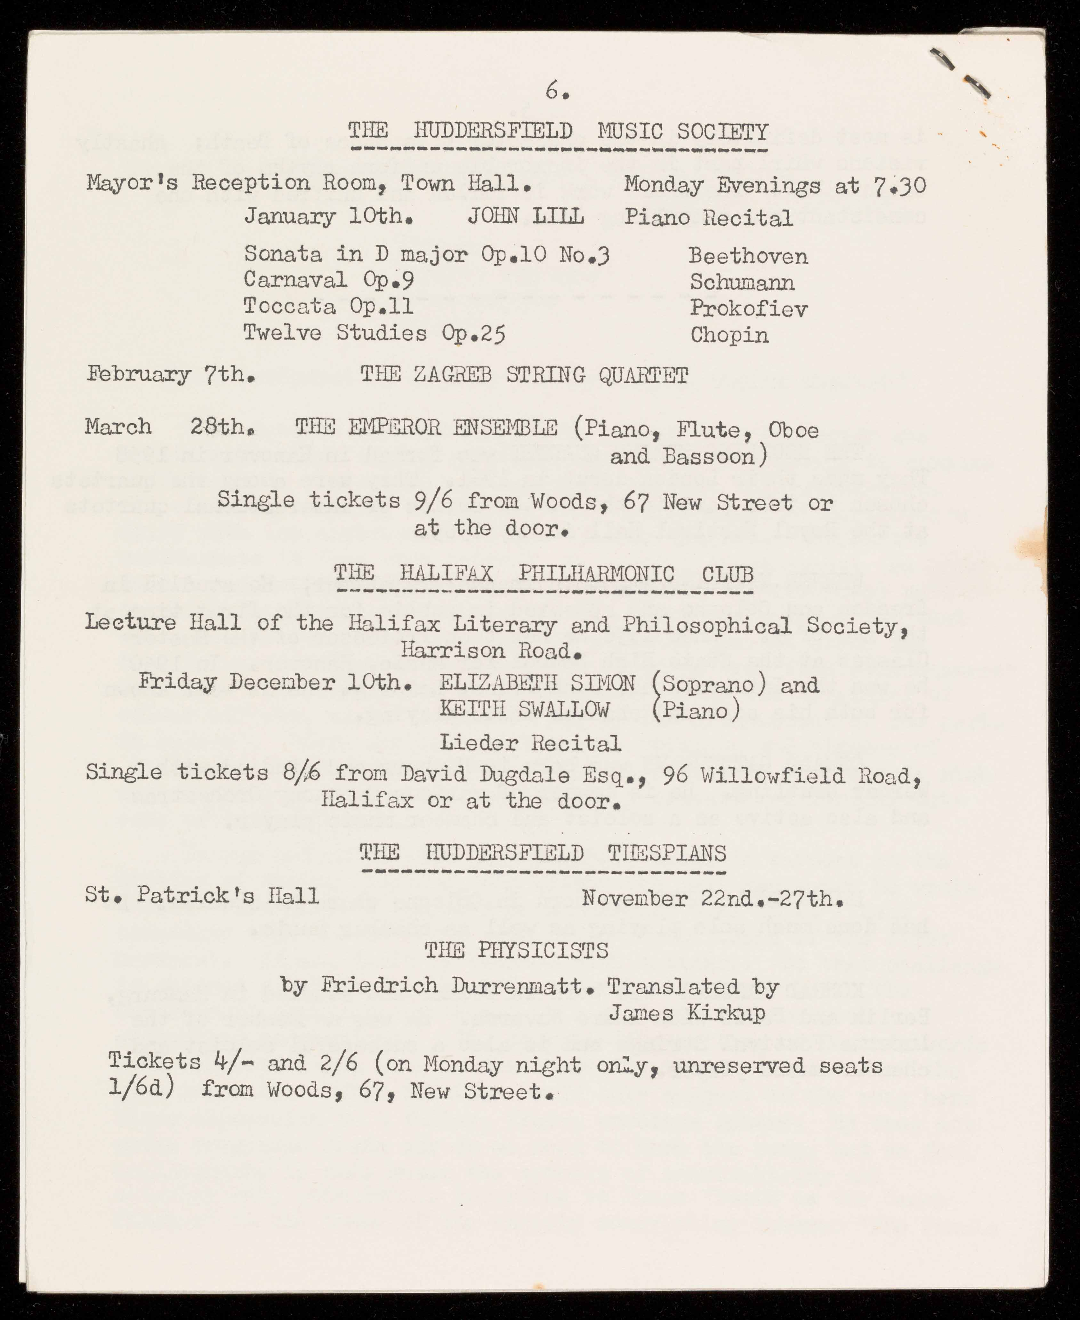 6.
THE HUDDERSFIELD MUSIC SOCIETY
Mayor's Reception Room, Town Hall. Monday Evenings at 7.30
January 10th. JOHN LILL Piano Recital
Sonata in D major Op.10 No.3 Beethoven
Carnaval Op.9 Schumann
Toccata Op.11 Prokofiev
Twelve Studies Op.25 Chopin
February 7th. THE ZAGREB STRING QUARTET
March 28th. THE EMPEROR ENSEMBLE (Piano, Flute, Oboe
and Bassoon)
Single tickets 9/6 from Woods, 67 New Street or
at the door.
THE HALIFAX PHILHARMONIC CLUB
Lecture Hall of the Halifax Literary and Philosophical Society,
Harrison Road.
Friday December 10th. ELIZABETH SIMON (Soprano) and
KEITH SWALLOW (Piano)
Lieder Recital
Single tickets 8/6 from David Dugdale Esq., 96 Willowfield Road,
Halifax or at the door.
THE HUDDERSFIELD THESPIANS
St. Patrick's Hall November 22nd.-27th.
THE PHYSICISTS
by Friedrich Durrenmatt. Translated by
James Kirkup
Tickets 4/- and 2/6 (on Monday night only, unreserved seats
1/6d) from Woods, 67, New Street.